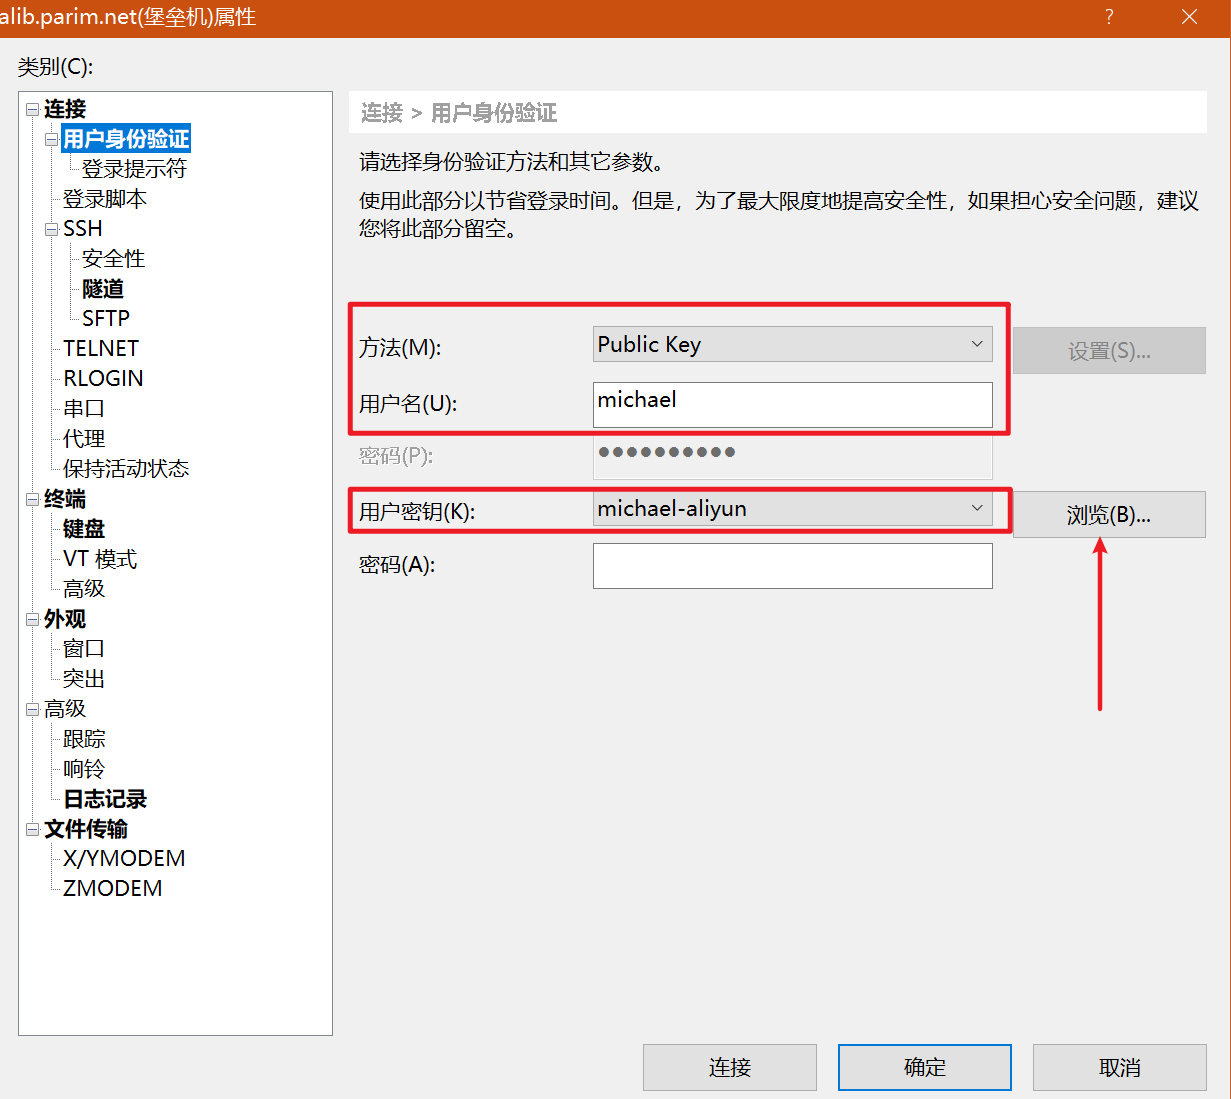 alib.parim.net(堡垒机)属性
?
类别(C):
连接
用户身份验证
登录提示符
登录脚本
SSH
安全性
隧道
SFTP
TELNET
RLOGIN
串口
代理
保持活动状态
终端
键盘
VT 模式
高级
外观
窗口
突出
高级
跟踪
响铃
日志记录
文件传输
X/YMODEM
ZMODEM
连接 > 用户身份验证
请选择身份验证方法和其它参数。
使用此部分以节省登录时间。但是，为了最大限度地提高安全性，如果担心安全问题，建议
您将此部分留空。
方法(M):
Public Key
设置(S)...
用户名(U):
michael
密码(P):
●●●●●●●●●●
用户密钥(K):
michael-aliyun
浏览(B)...
密码(A):
连接
确定
取消